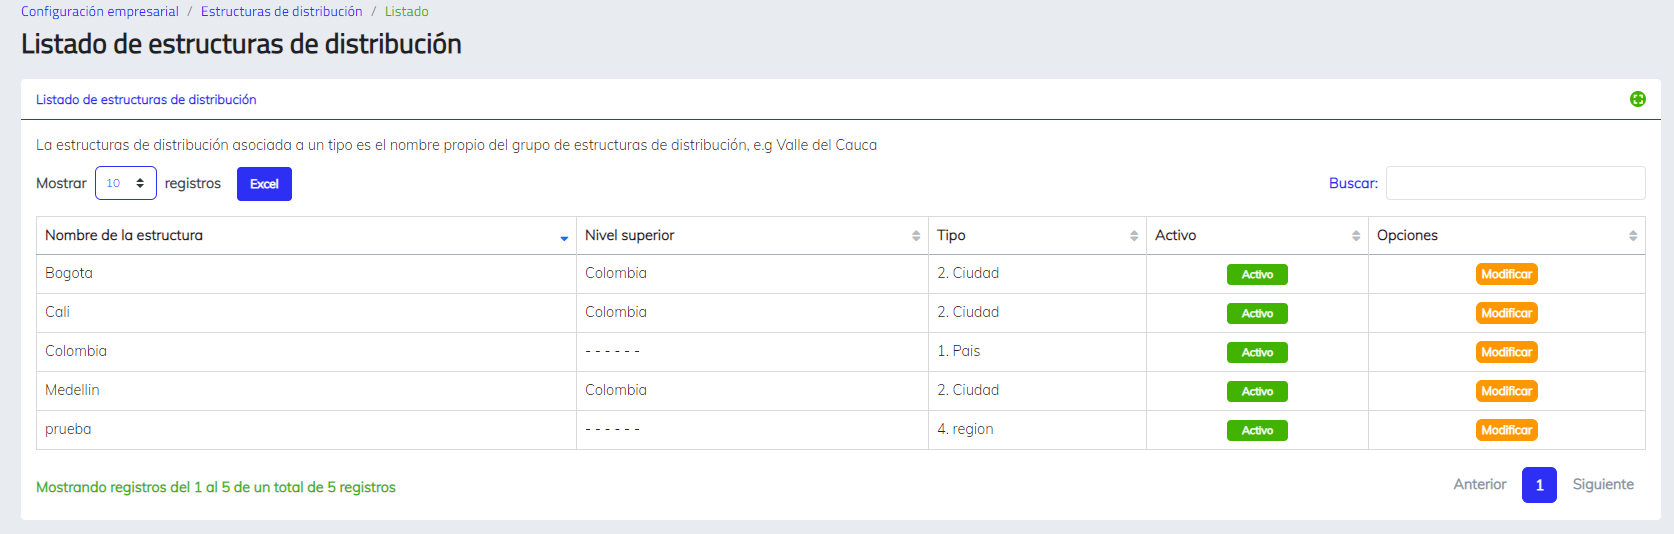 Configuración empresarial / Estructuras de distribución / Listado
Listado de estructuras de distribución
Listado de estructuras de distribución
La estructuras de distribución asociada a un tipo es el nombre propio del grupo de estructuras de distribución, e.g Valle del Cauca
Mostrar 10 registros Excel Buscar:
Nombre de la estructura Nivel superior Tipo Activo Opciones
Bogota Colombia 2. Ciudad Activo Modificar
Cali Colombia 2. Ciudad Activo Modificar
Colombia - - - - - - 1. Pais Activo Modificar
Medellin Colombia 2. Ciudad Activo Modificar
prueba - - - - - - 4. region Activo Modificar
Mostrando registros del 1 al 5 de un total de 5 registros Anterior 1 Siguiente